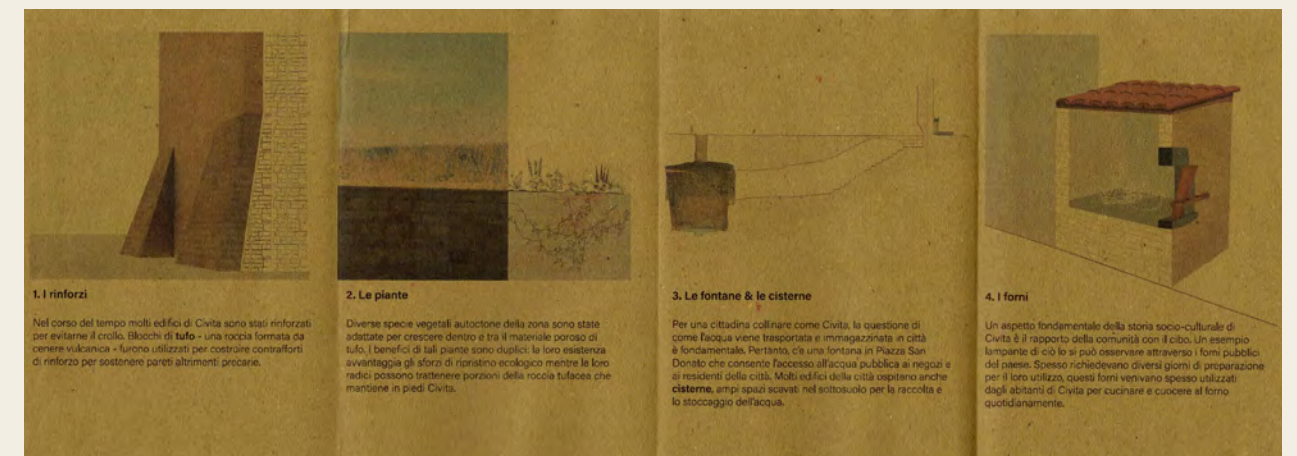 1. I rinforzi
Nel corso del tempo molti edifici di Civita sono stati rinforzati
per evitarne il crollo. Blocchi di tufo - una roccia formata da
cenere vulcanica - furono utilizzati per costruire contrafforti
di rinforzo per sostenere pareti altrimenti precarie.
2. Le piante
Diverse specie vegetali autoctone della zona sono state
adattate per crescere dentro e tra il materiale poroso di
tufo. I benefici di tali piante sono duplici: la loro esistenza
avvantaggia gli sforzi di ripristino ecologico mentre le loro
radici possono trattenere porzioni della roccia tufacea che
mantiene in piedi Civita.
3. Le fontane & le cisterne
Per una cittadina collinare come Civita, la questione di
come l'acqua viene trasportata e immagazzinata in città
è fondamentale. Pertanto, c'è una fontana in Piazza San
Donato che consente l'accesso all'acqua pubblica ai negozi e
ai residenti della città. Molti edifici della città ospitano anche
cisterne, ampi spazi scavati nel sottosuolo per la raccolta e
lo stoccaggio dell'acqua.
4. I forni
Un aspetto fondamentale della storia socio-culturale di
Civita è il rapporto della comunità con il cibo. Un esempio
lampante di ciò lo si può osservare attraverso i forni pubblici
del paese. Spesso richiedevano diversi giorni di preparazione
per il loro utilizzo, questi forni venivano spesso utilizzati
dagli abitanti di Civita per cucinare e cuocere al forno
quotidianamente.